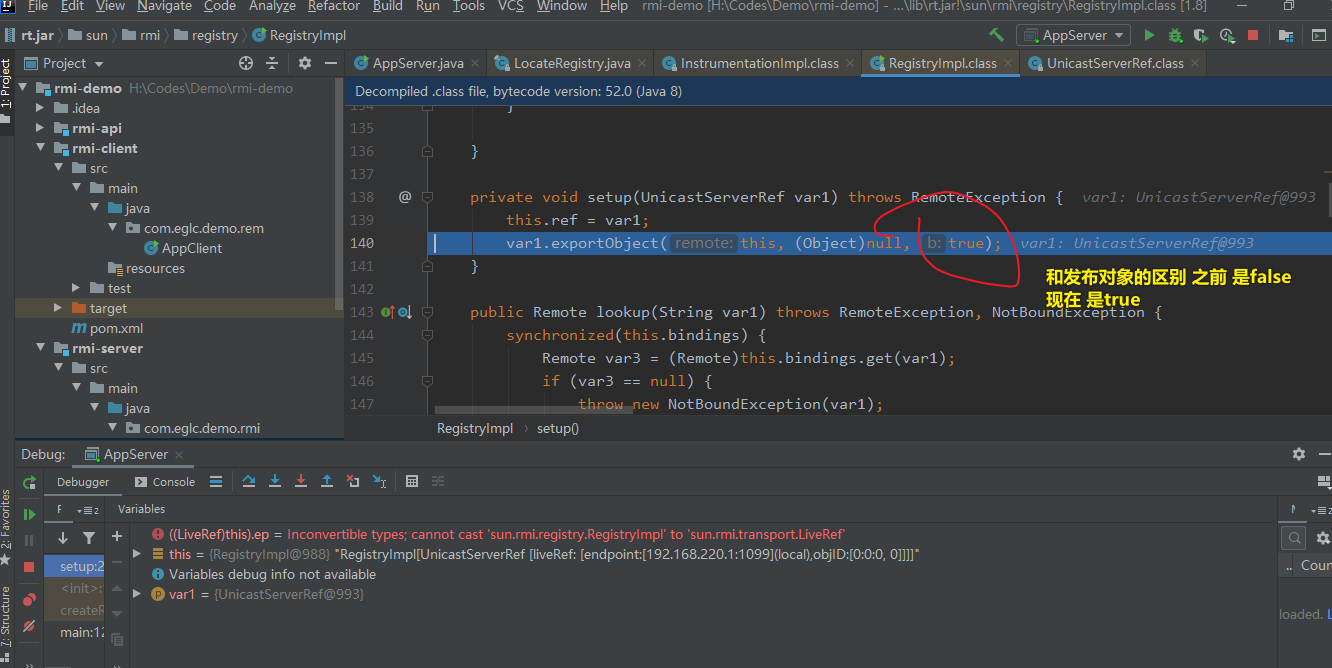 File Edit View Navigate Code Analyze Refactor Build Run Tools VCS Window Help rmi-demo [H:\Codes\Demo\rmi-demo] - ...\lib\rt.jar!\sun\rmi\registry\RegistryImpl.class [1.8]
rt.jar sun rmi registry RegistryImpl AppServer
1: Project
Project
AppServer.java LocateRegistry.java InstrumentationImpl.class RegistryImpl.class UnicastServerRef.class
Decompiled .class file, bytecode version: 52.0 (Java 8)
rmi-demo H:\Codes\Demo\rmi-demo
.idea
rmi-api
rmi-client
src
main
java
com.eglc.demo.rem
AppClient
resources
test
target
pom.xml
rmi-server
src
main
java
com.eglc.demo.rmi
134 }
135
136 }
137
138 @ private void setup(UnicastServerRef var1) throws RemoteException { var1: UnicastServerRef@993
139 this.ref = var1;
140 var1.exportObject( remote: this, (Object)null, b: true); var1: UnicastServerRef@993
141 }
和发布对象的区别 之前 是false
现在 是true
142
143 public Remote lookup(String var1) throws RemoteException, NotBoundException {
144 synchronized(this.bindings) {
145 Remote var3 = (Remote)this.bindings.get(var1);
146 if (var3 == null) {
147 throw new NotBoundException(var1);
RegistryImpl › setup()
Debug: AppServer
Debugger Console
Variables
((LiveRef)this).ep = Inconvertible types; cannot cast 'sun.rmi.registry.RegistryImpl' to 'sun.rmi.transport.LiveRef'
this = {RegistryImpl@988} "RegistryImpl[UnicastServerRef [liveRef: [endpoint:[192.168.220.1:1099](local),objID:[0:0:0, 0]]]]"
Variables debug info not available
var1 = {UnicastServerRef@993}
setup:2
<init>:
createR
main:12
2: Favorites
7: Structure
Coun
loaded. L